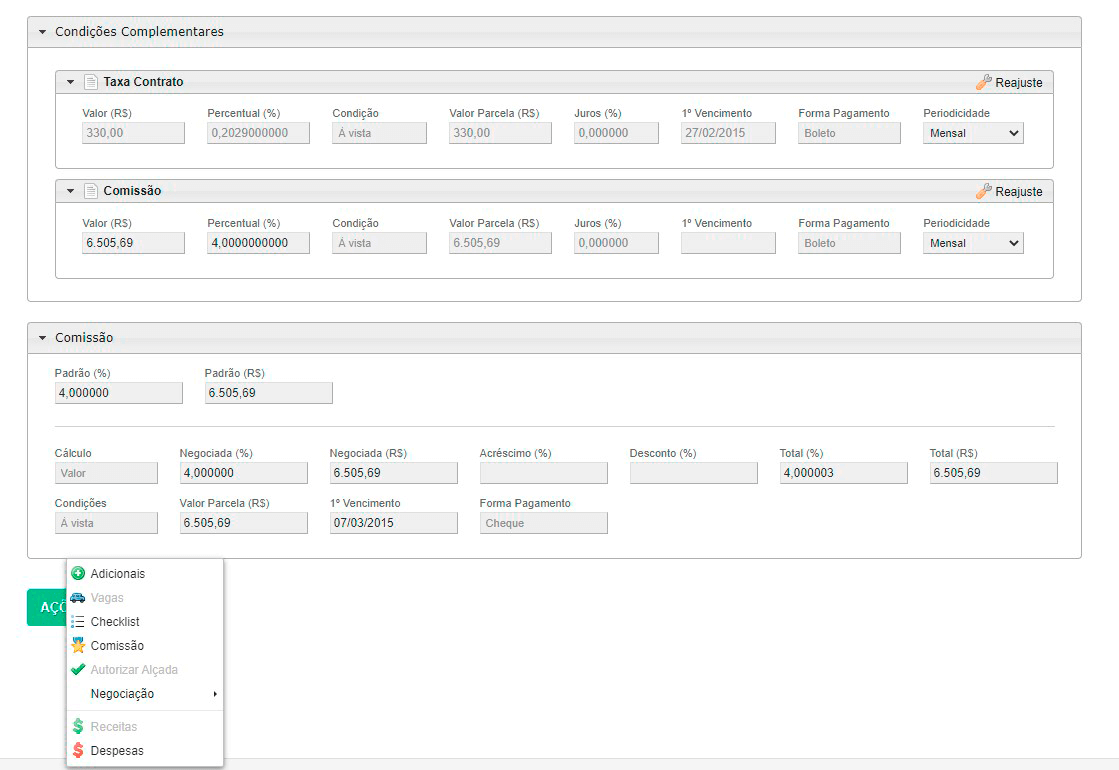 Condições Complementares
Taxa Contrato Reajuste
Valor (R$) Percentual (%) Condição Valor Parcela (R$) Juros (%) 1º Vencimento Forma Pagamento Periodicidade
330,00 0,2029000000 Á vista 330,00 0,000000 27/02/2015 Boleto Mensal
Comissão Reajuste
Valor (R$) Percentual (%) Condição Valor Parcela (R$) Juros (%) 1º Vencimento Forma Pagamento Periodicidade
6.505,69 4,0000000000 Á vista 6.505,69 0,000000 Boleto Mensal
Comissão
Padrão (%) Padrão (R$)
4,000000 6.505,69
Cálculo Negociada (%) Negociada (R$) Acréscimo (%) Desconto (%) Total (%) Total (R$)
Valor 4,000000 6.505,69 4,000003 6.505,69
Condições Valor Parcela (R$) 1º Vencimento Forma Pagamento
Á vista 6.505,69 07/03/2015 Cheque
AÇÕ
Adicionais
Vagas
Checklist
Comissão
Autorizar Alçada
Negociação
Receitas
Despesas